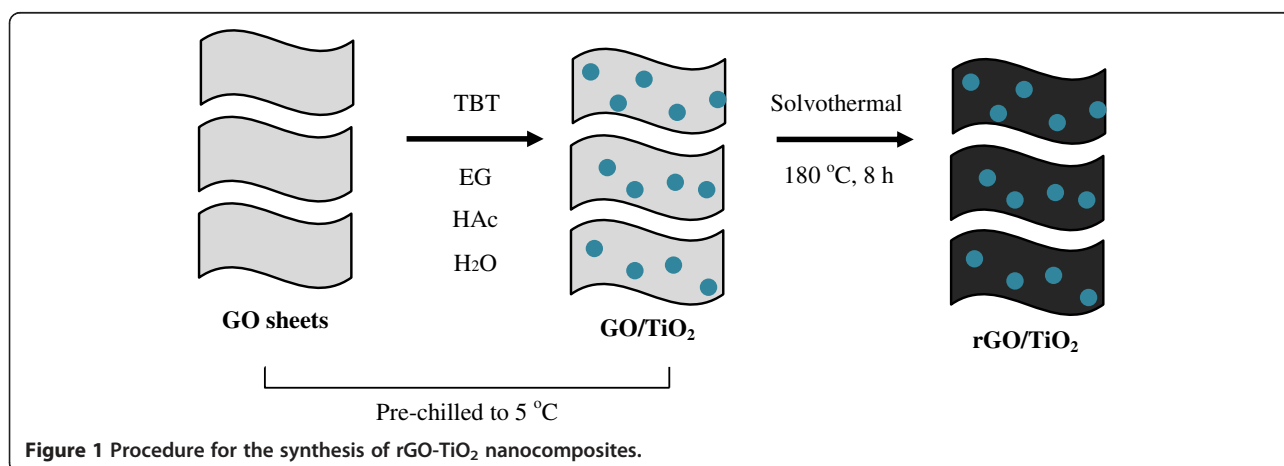 TBT
EG
HAc
H₂O
Solvothermal
180 °C, 8 h
GO sheets
GO/TiO₂
rGO/TiO₂
Pre-chilled to 5 °C
Figure 1 Procedure for the synthesis of rGO-TiO₂ nanocomposites.